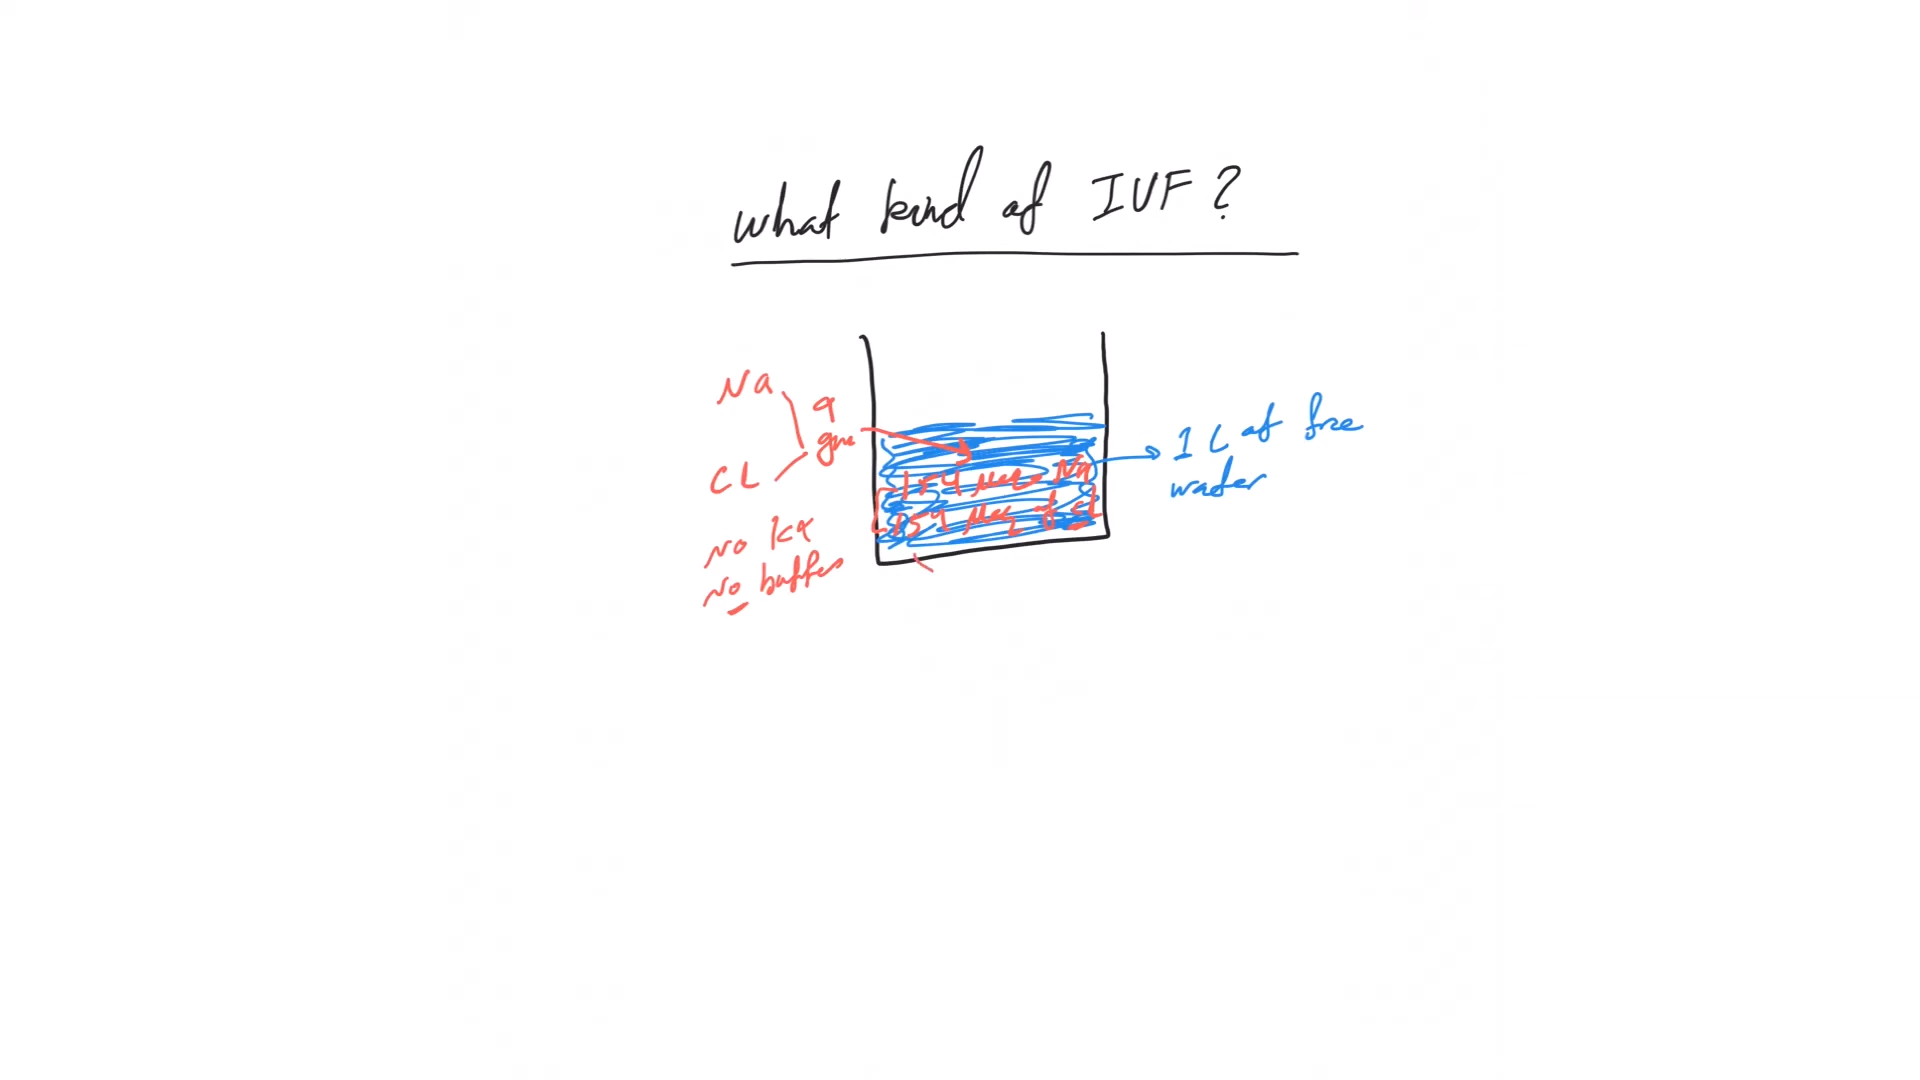 what kind of IVF?
Na
9
gm
CL
154 Meq Na
154 Meq of cl
1 L of free
water
No K+
No buffer